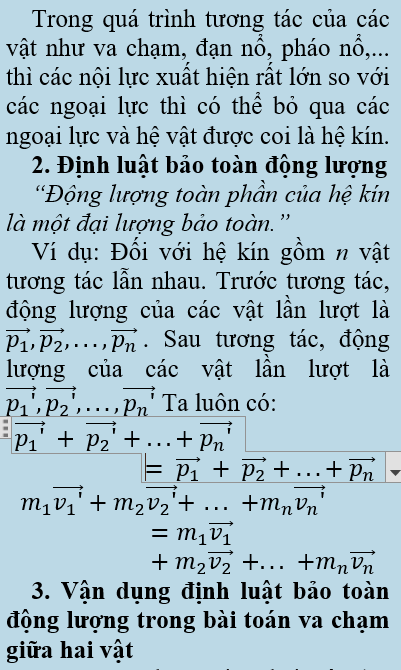 Trong quá trình tương tác của các
vật như va chạm, đạn nổ, pháo nổ,...
thì các nội lực xuất hiện rất lớn so với
các ngoại lực thì có thể bỏ qua các
ngoại lực và hệ vật được coi là hệ kín.
2. Định luật bảo toàn động lượng
“Động lượng toàn phần của hệ kín
là một đại lượng bảo toàn.”
Ví dụ: Đối với hệ kín gồm n vật
tương tác lẫn nhau. Trước tương tác,
động lượng của các vật lần lượt là
$\overrightarrow{p_1}, \overrightarrow{p_2}, \ldots, \overrightarrow{p_n}$ . Sau tương tác, động
lượng của các vật lần lượt là
$\overrightarrow{p_1}', \overrightarrow{p_2}', \ldots, \overrightarrow{p_n}'$ Ta luôn có:
$\overrightarrow{p_1}' + \overrightarrow{p_2}' + \ldots + \overrightarrow{p_n}'$
$= \overrightarrow{p_1} + \overrightarrow{p_2} + \ldots + \overrightarrow{p_n}$
$m_1\overrightarrow{v_1}' + m_2\overrightarrow{v_2}' + \ldots + m_n\overrightarrow{v_n}'$
$= m_1\overrightarrow{v_1}$
$+ m_2\overrightarrow{v_2} + \ldots + m_n\overrightarrow{v_n}$
3. Vận dụng định luật bảo toàn
động lượng trong bài toán va chạm
giữa hai vật